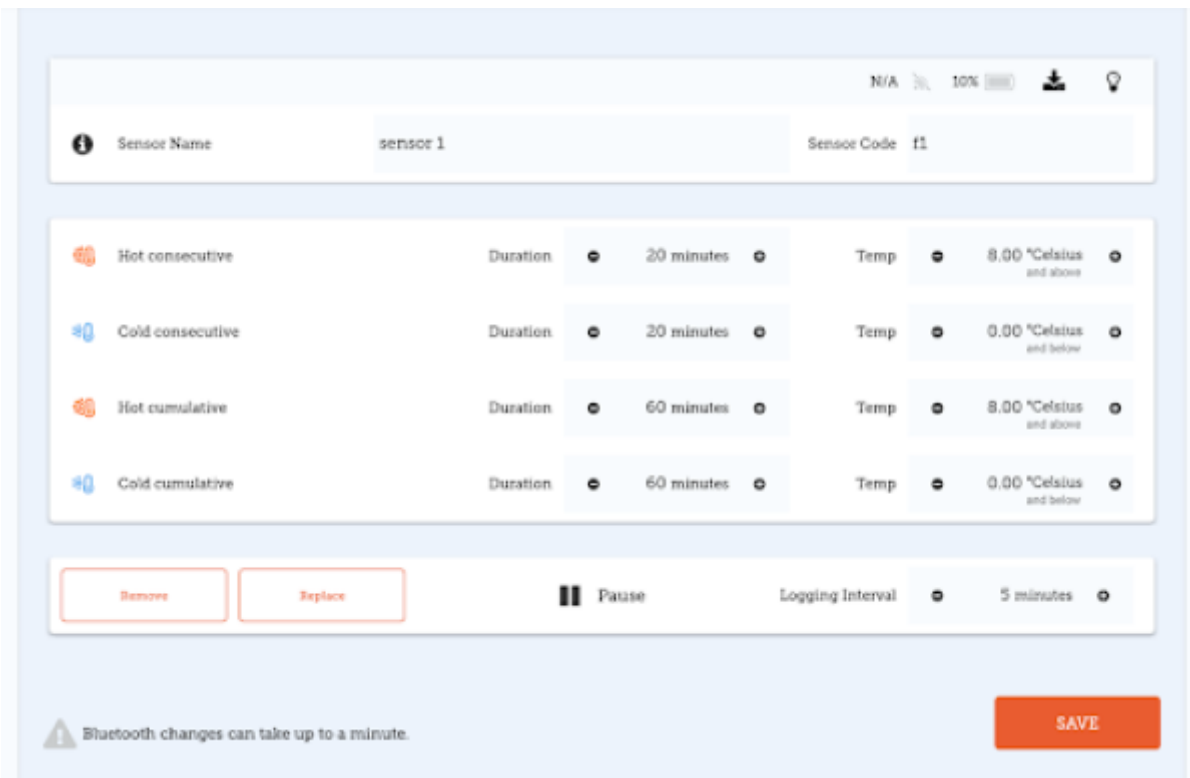 N/A 10%
Sensor Name sensor 1 Sensor Code f1
Hot consecutive Duration 20 minutes Temp 8.00 °Celsius
and above
Cold consecutive Duration 20 minutes Temp 0.00 °Celsius
and below
Hot cumulative Duration 60 minutes Temp 8.00 °Celsius
and above
Cold cumulative Duration 60 minutes Temp 0.00 °Celsius
and below
Remove Replace Pause Logging Interval 5 minutes
Bluetooth changes can take up to a minute.
SAVE